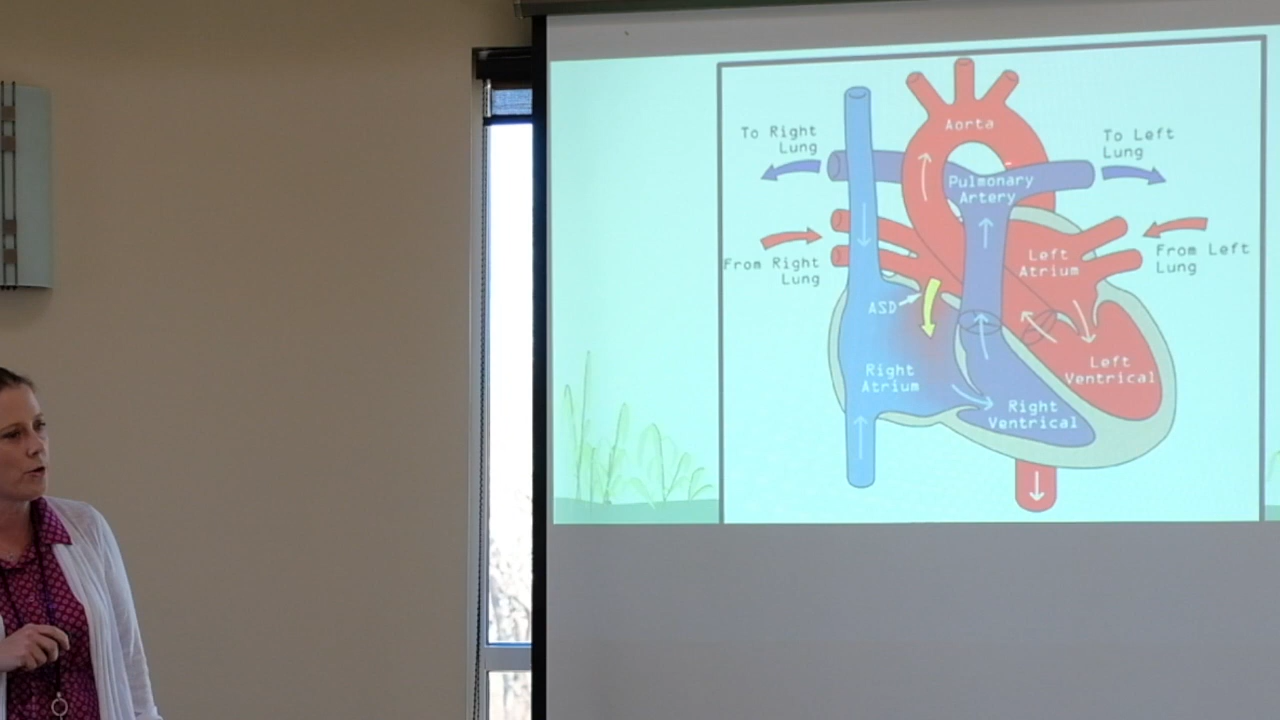 Aorta
To Right
Lung
To Left
Lung
Pulmonary
Artery
From Right
Lung
Left
Atrium
From Left
Lung
ASD
Right
Atrium
Left
Ventrical
Right
Ventrical